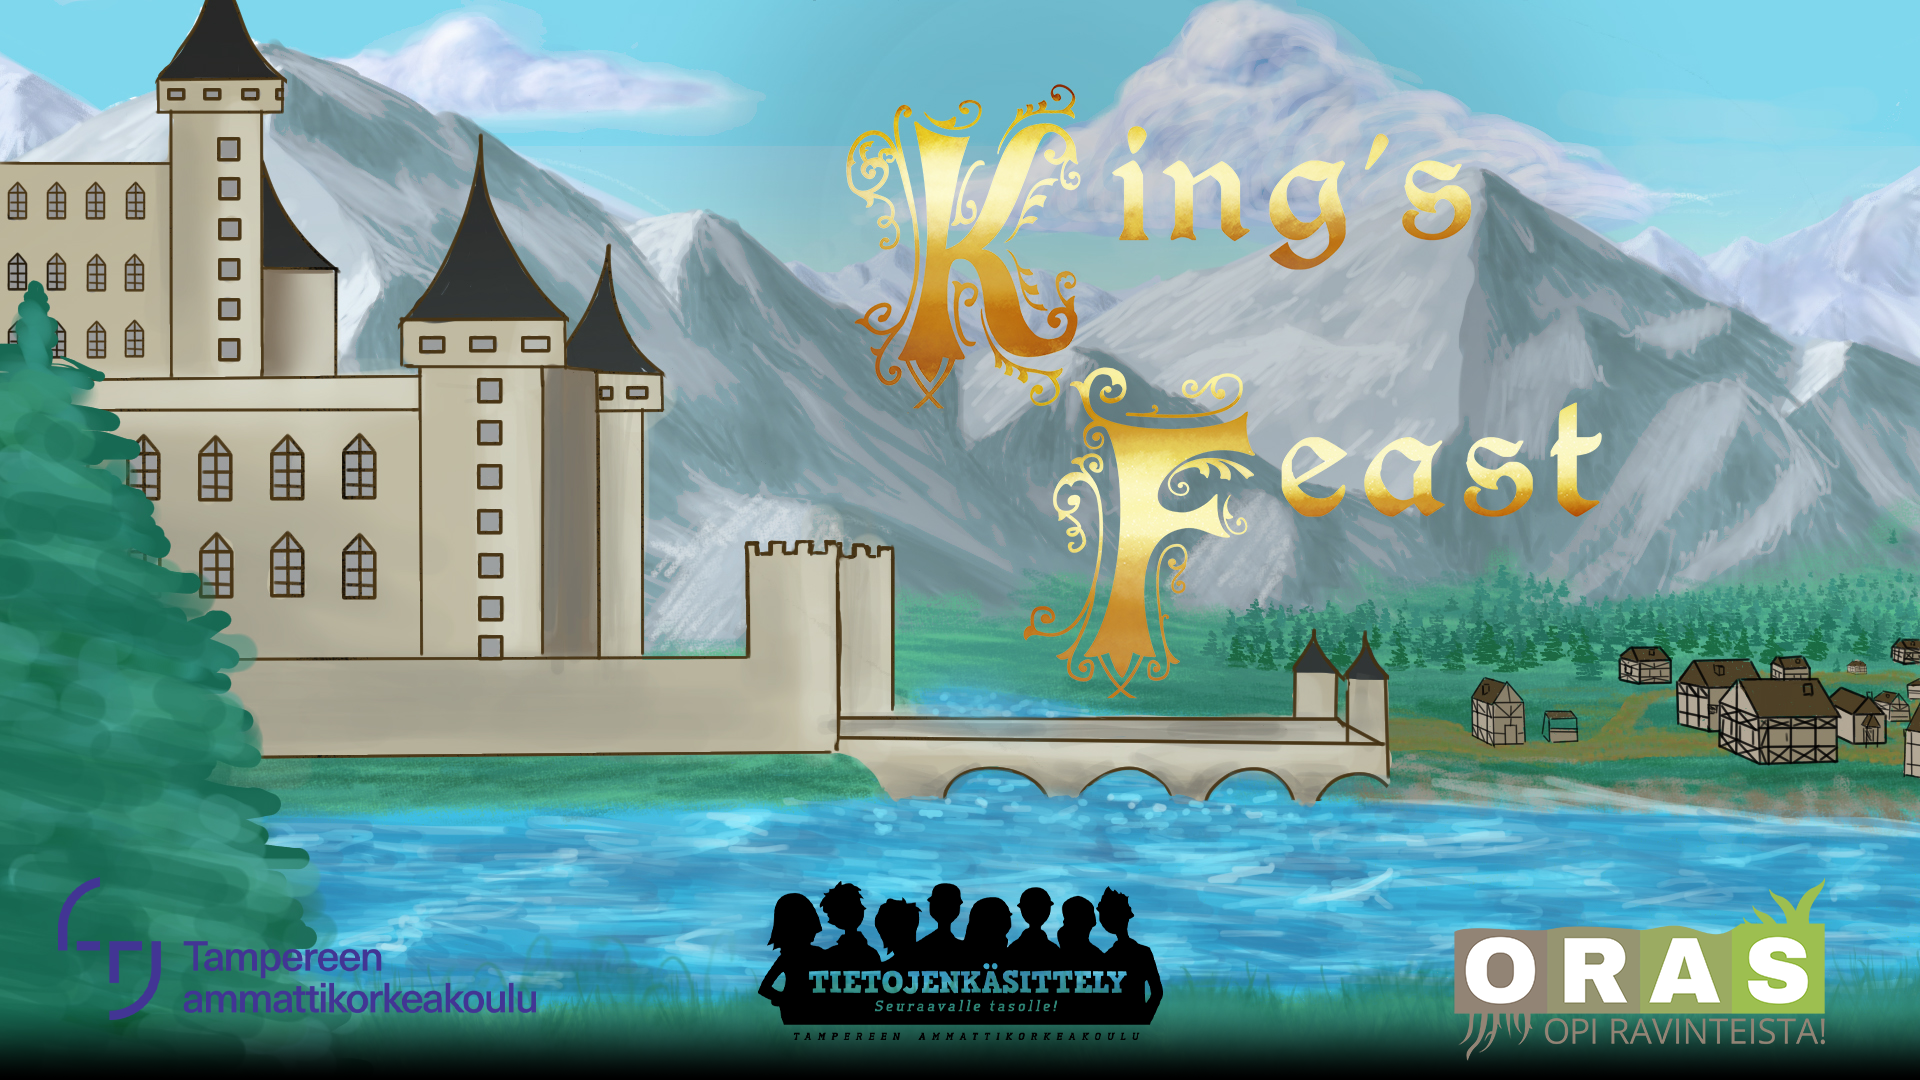 King's
Feast
Tampereen
ammattikorkeakoulu
TIETOJENKÄSITTELY
Seuraavalle tasolle!
TAMPEREEN AMMATTIKORKEAKOULU
ORAS
OPI RAVINTEISTA!